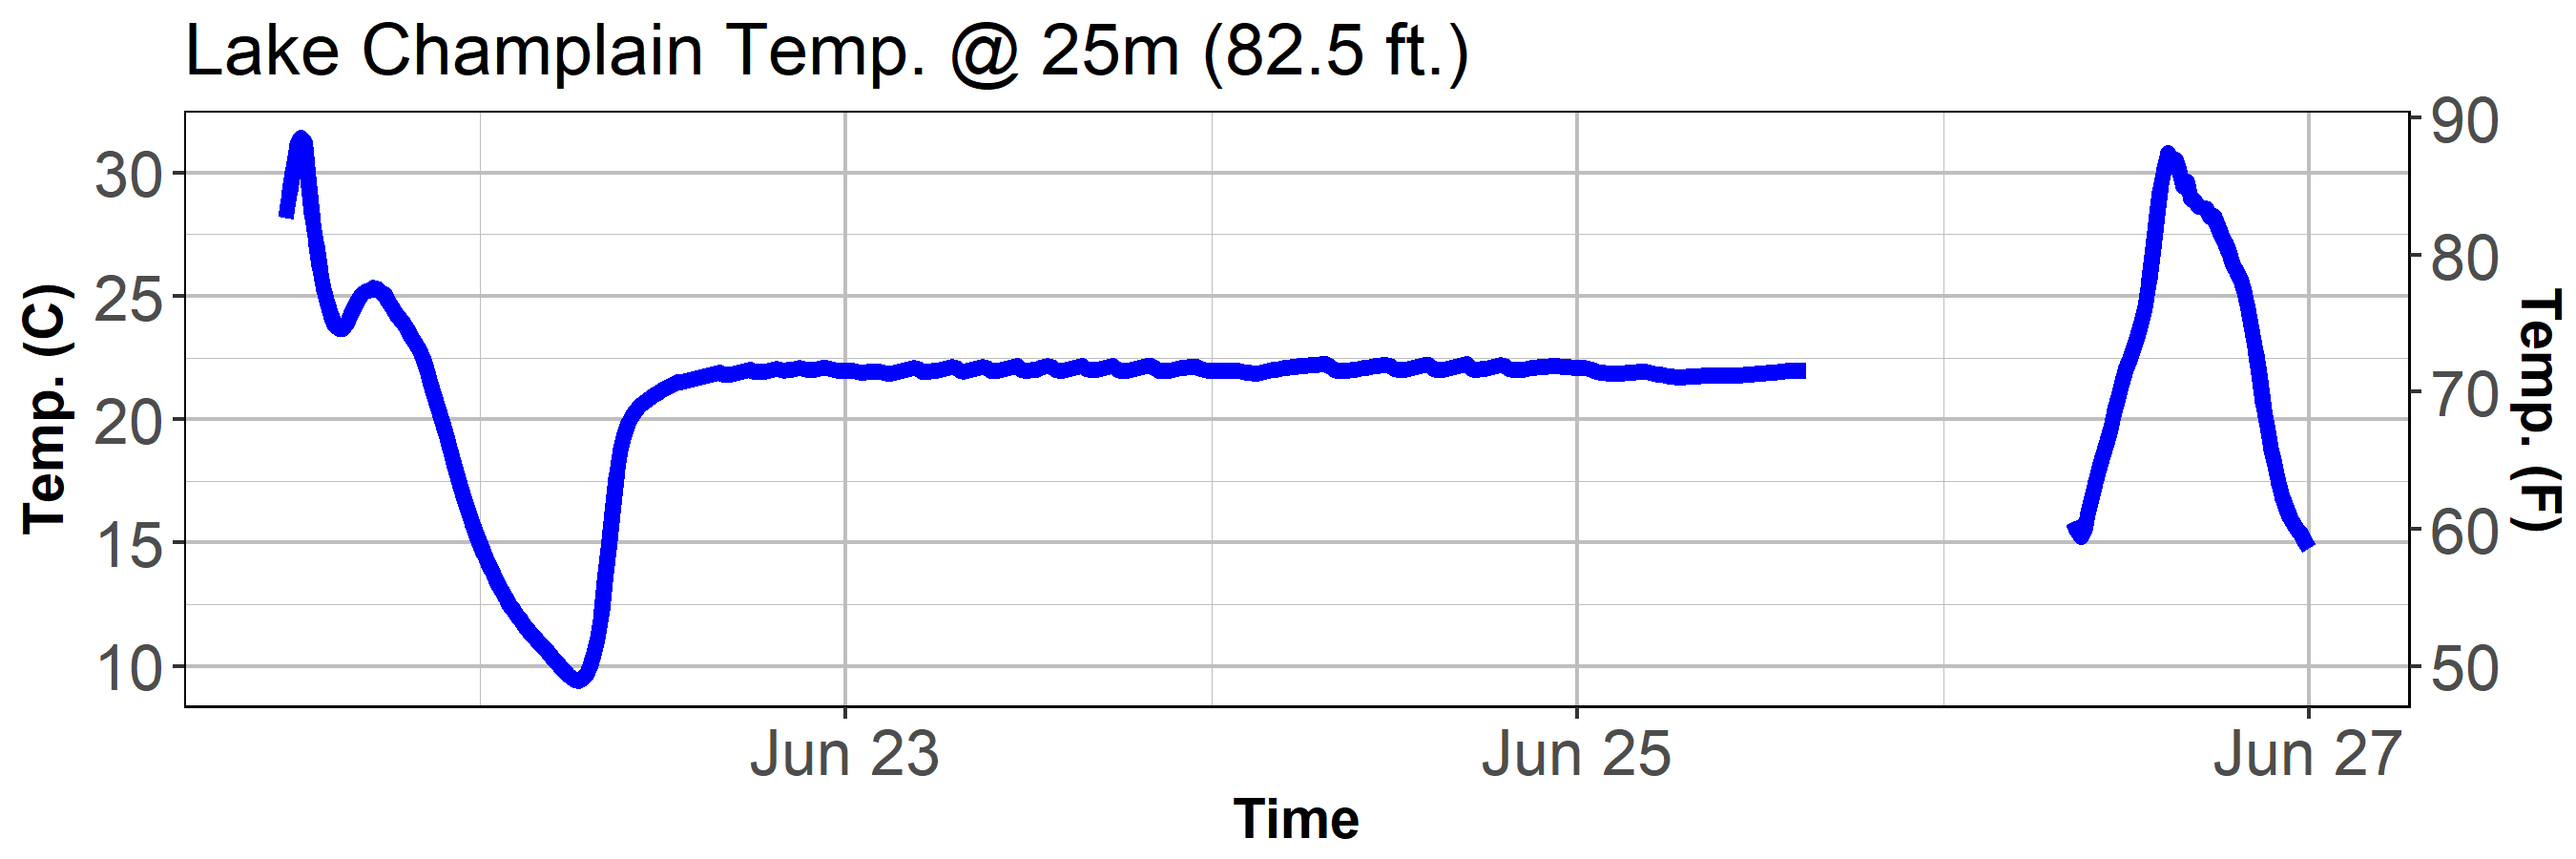 Lake Champlain Temp. @ 25m (82.5 ft.)
Temp. (C)
30
25
20
15
10
90
80
70
60
50
Temp. (F)
Jun 23
Jun 25
Jun 27
Time